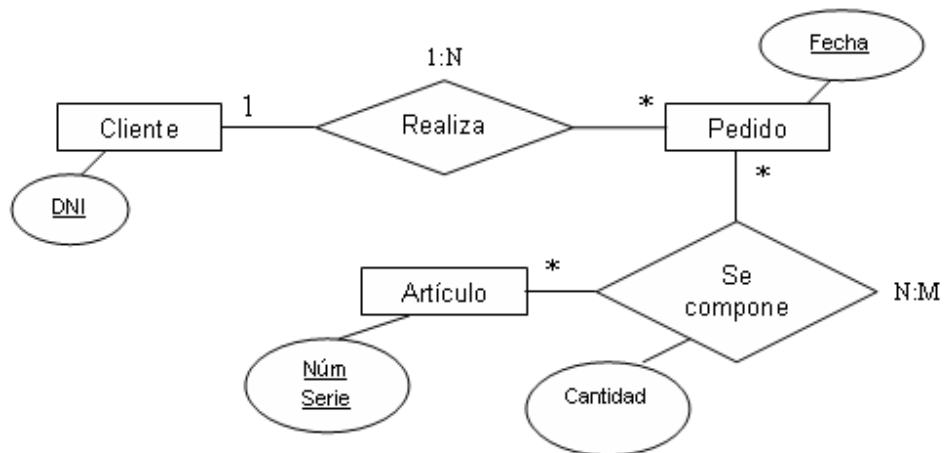 Fecha
1:N
Cliente
1
Realiza
*
Pedido
*
DNI
Artículo
*
Se
compone
N:M
Núm
Serie
Cantidad